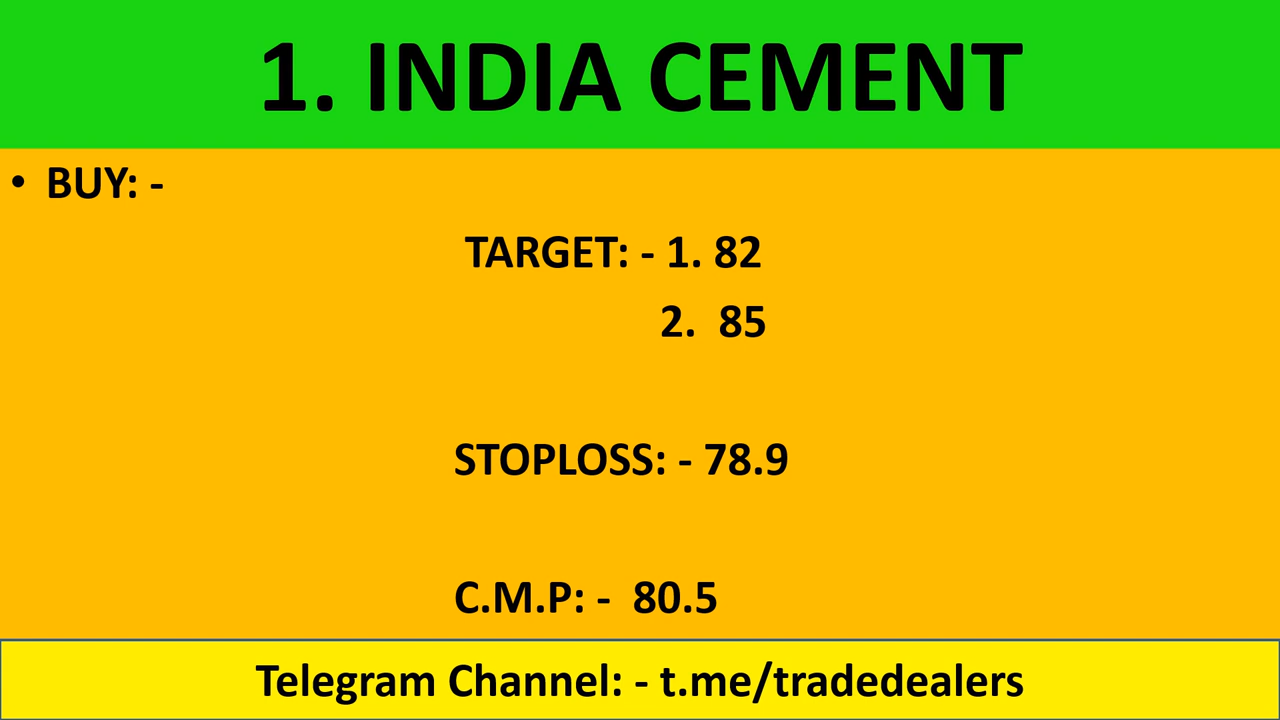 1. INDIA CEMENT
• BUY: -
TARGET: - 1. 82
2. 85
STOPLOSS: - 78.9
C.M.P: - 80.5
Telegram Channel: - t.me/tradedealers